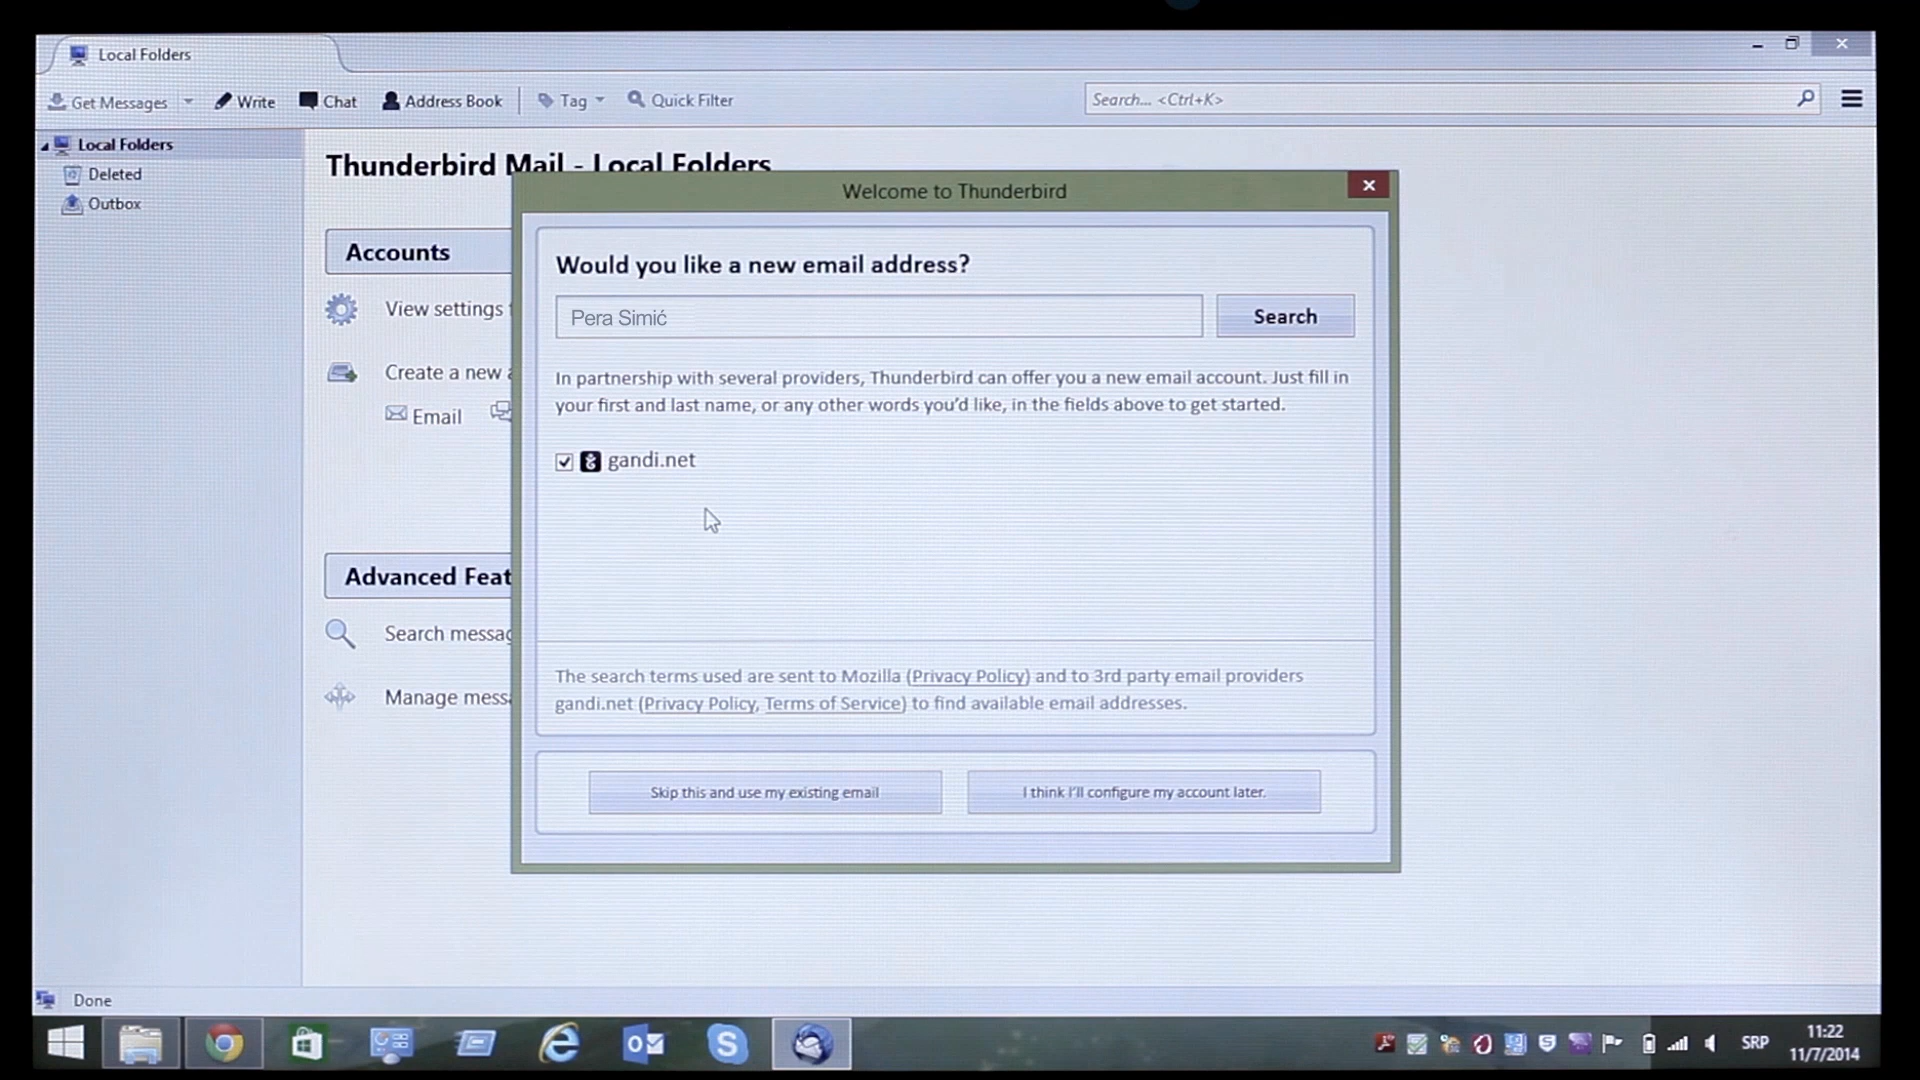 Local Folders
Get Messages Write Chat Address Book Tag Quick Filter Search... <Ctrl+K>
Local Folders
Deleted
Outbox
Thunderbird Mail - Local Folders
Accounts
View settings
Create a new
Email
Advanced Feat
Search messag
Manage messa
Welcome to Thunderbird
Would you like a new email address?
Pera Simić
Search
In partnership with several providers, Thunderbird can offer you a new email account. Just fill in
your first and last name, or any other words you'd like, in the fields above to get started.
gandi.net
The search terms used are sent to Mozilla (Privacy Policy) and to 3rd party email providers
gandi.net (Privacy Policy, Terms of Service) to find available email addresses.
Skip this and use my existing email
I think I'll configure my account later.
Done
SRP
11:22
11/7/2014